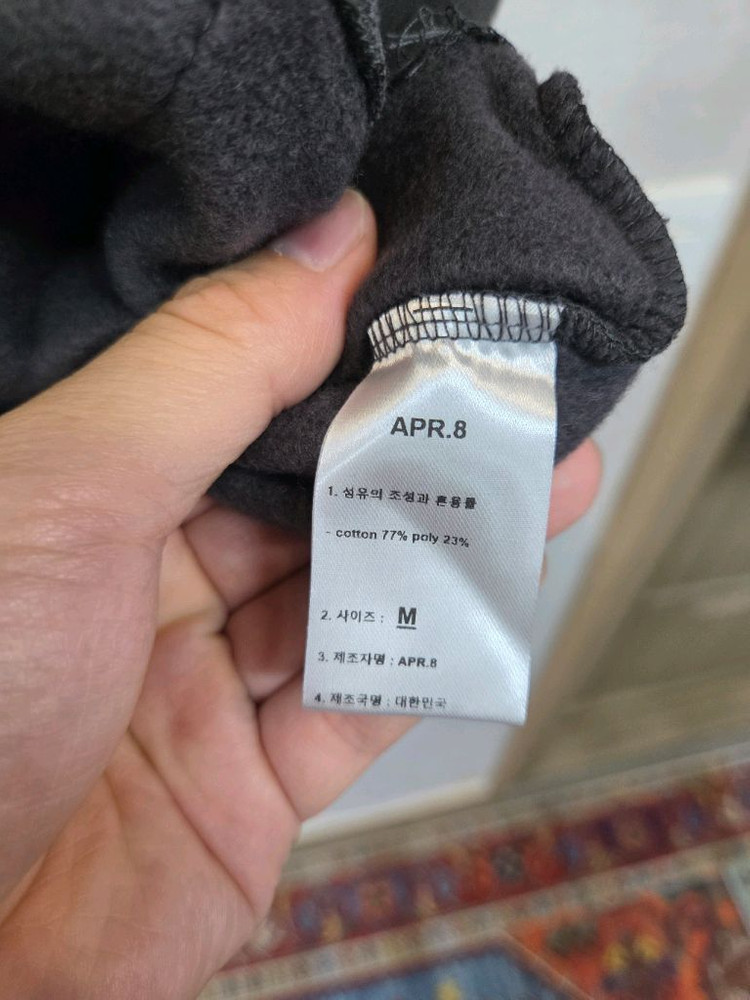 APR.8
1. 섬유의 조성과 혼용률
- cotton 77% poly 23%
2. 사이즈 : M
3. 제조자명 : APR.8
4. 제조국명 : 대한민국